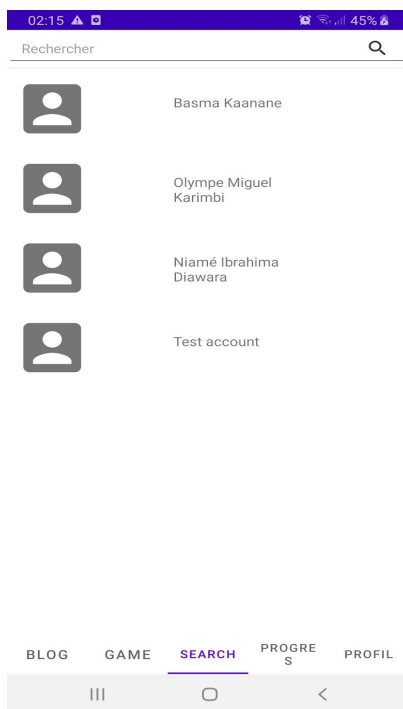 02:15 45%
Rechercher
Basma Kaanane
Olympe Miguel
Karimbi
Niamé Ibrahima
Diawara
Test account
BLOG GAME SEARCH PROGRE
S PROFIL